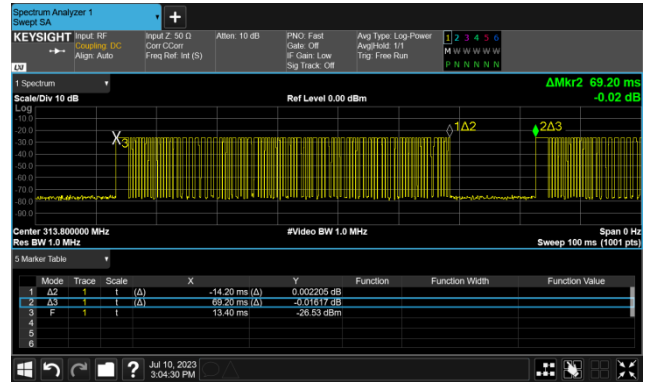 Spectrum Analyzer 1
Swept SA
+
KEYSIGHT Input: RF Input Z: 50 Ω Atten: 10 dB PNO: Fast Avg Type: Log-Power 1 2 3 4 5 6
Coupling: DC Corr CCorr Gate: Off Avg|Hold: 1/1 M W W W W W
Align: Auto Freq Ref: Int (S) IF Gain: Low Trig: Free Run
LXI Sig Track: Off P N N N N N
1 Spectrum ΔMkr2 69.20 ms
Scale/Div 10 dB Ref Level 0.00 dBm -0.02 dB
Log
-10.0
-20.0 1Δ2 2Δ3
-30.0 X3
-40.0
-50.0
-60.0
-70.0
-80.0
-90.0
Center 313.800000 MHz #Video BW 1.0 MHz Span 0 Hz
Res BW 1.0 MHz Sweep 100 ms (1001 pts)
5 Marker Table
Mode Trace Scale X Y Function Function Width Function Value
1 Δ2 1 t (Δ) -14.20 ms (Δ) 0.002205 dB
2 Δ3 1 t (Δ) 69.20 ms (Δ) -0.01617 dB
3 F 1 t 13.40 ms -26.53 dBm
4
5
6
? Jul 10, 2023
3:04:30 PM